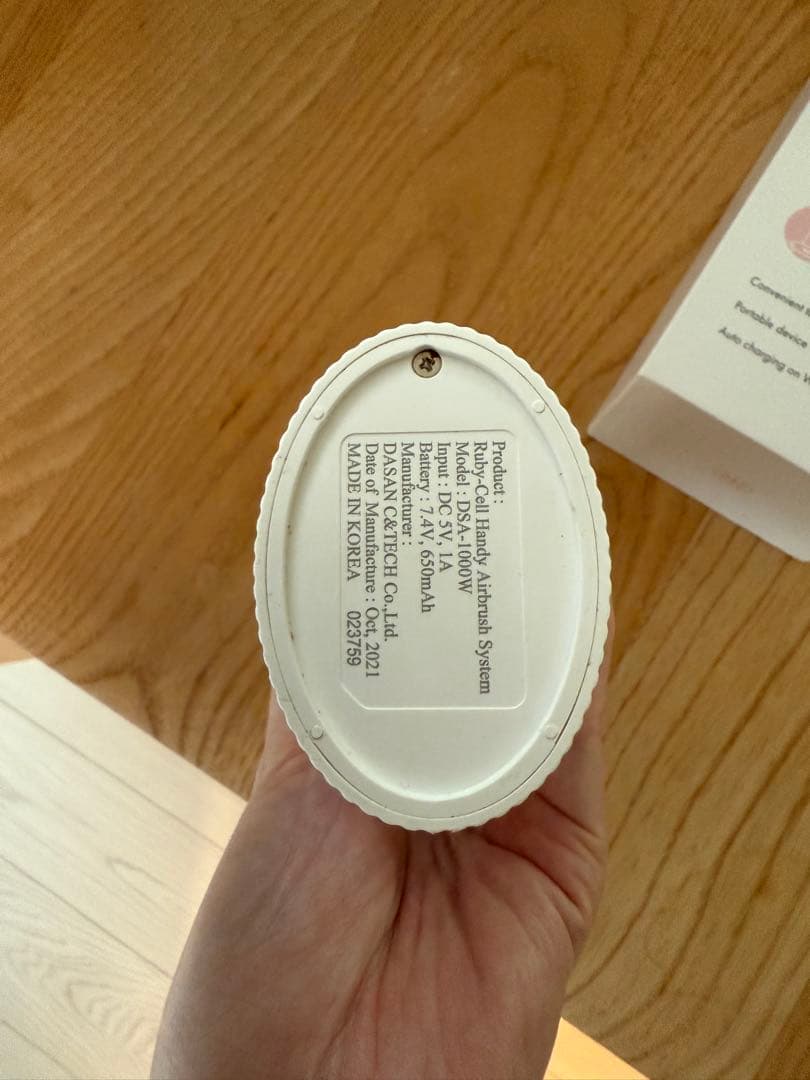 Product :
Ruby-Cell Handy Airbrush System
Model : DSA-1000W
Input : DC 5V, 1A
Battery : 7.4V, 650mAh
Manufacturer :
DASAN C&TECH Co.,Ltd.
Date of Manufacture : Oct, 2021
MADE IN KOREA 023759
Convenient
Portable device
Auto charging on